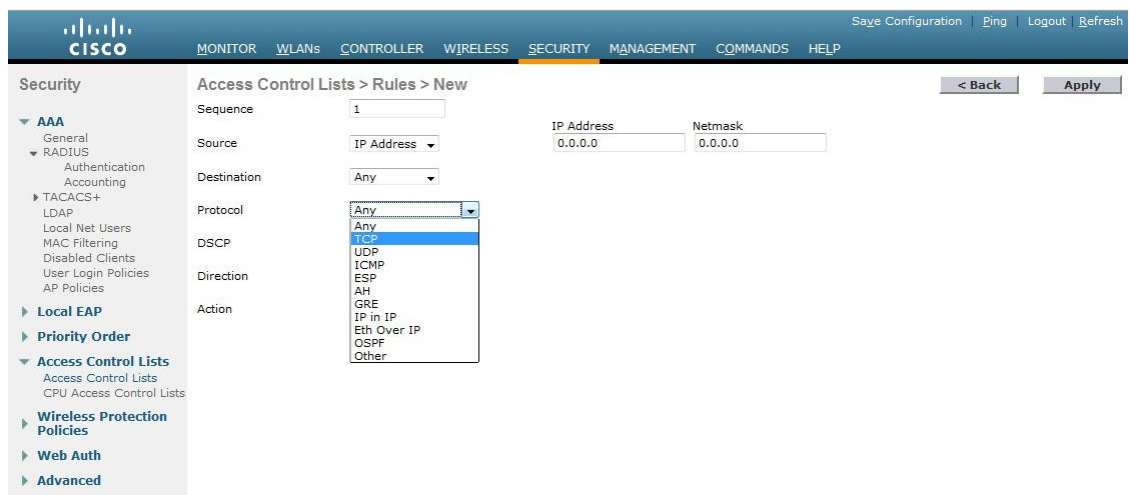 Save Configuration | Ping | Logout | Refresh
CISCO
MONITOR WLANs CONTROLLER WIRELESS SECURITY MANAGEMENT COMMANDS HELP
Security
AAA
General
RADIUS
Authentication
Accounting
TACACS+
LDAP
Local Net Users
MAC Filtering
Disabled Clients
User Login Policies
AP Policies
Local EAP
Priority Order
Access Control Lists
Access Control Lists
CPU Access Control Lists
Wireless Protection
Policies
Web Auth
Advanced
Access Control Lists > Rules > New
< Back Apply
Sequence 1
IP Address Netmask
Source IP Address 0.0.0.0 0.0.0.0
Destination Any
Protocol Any
Any
TCP
UDP
ICMP
ESP
AH
GRE
IP in IP
Eth Over IP
OSPF
Other
DSCP
Direction
Action